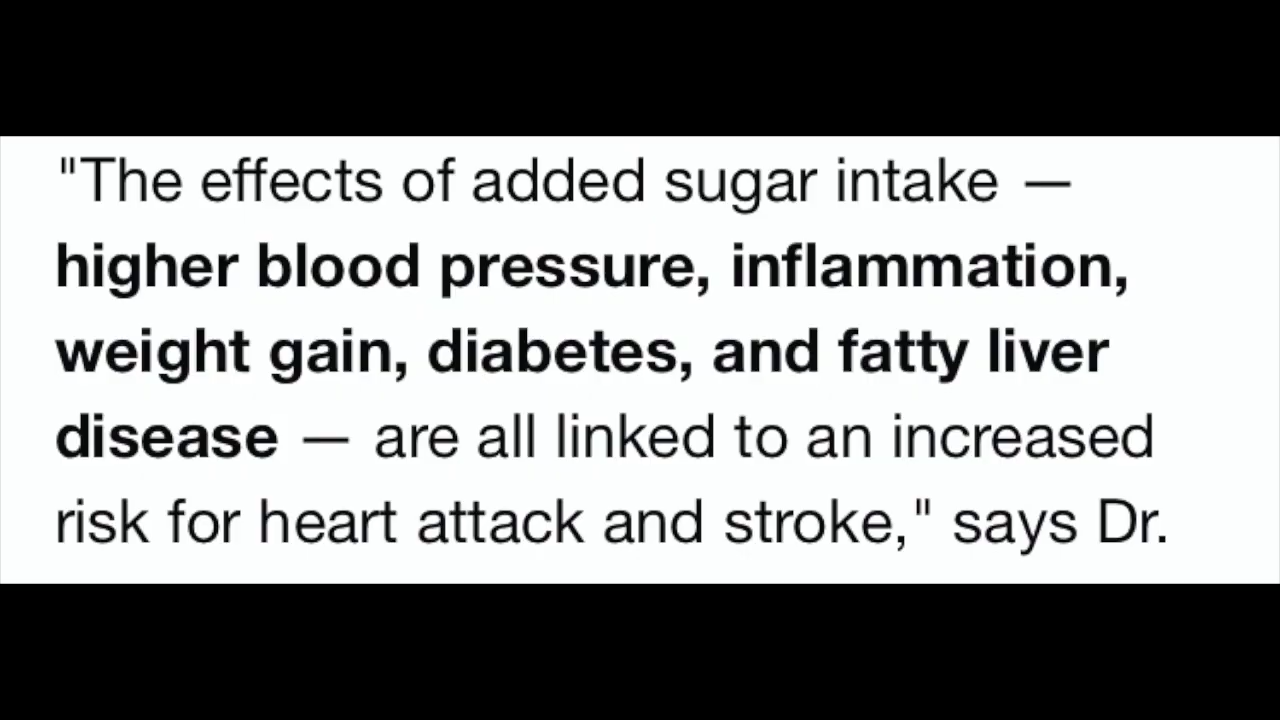 "The effects of added sugar intake —
higher blood pressure, inflammation,
weight gain, diabetes, and fatty liver
disease — are all linked to an increased
risk for heart attack and stroke," says Dr.